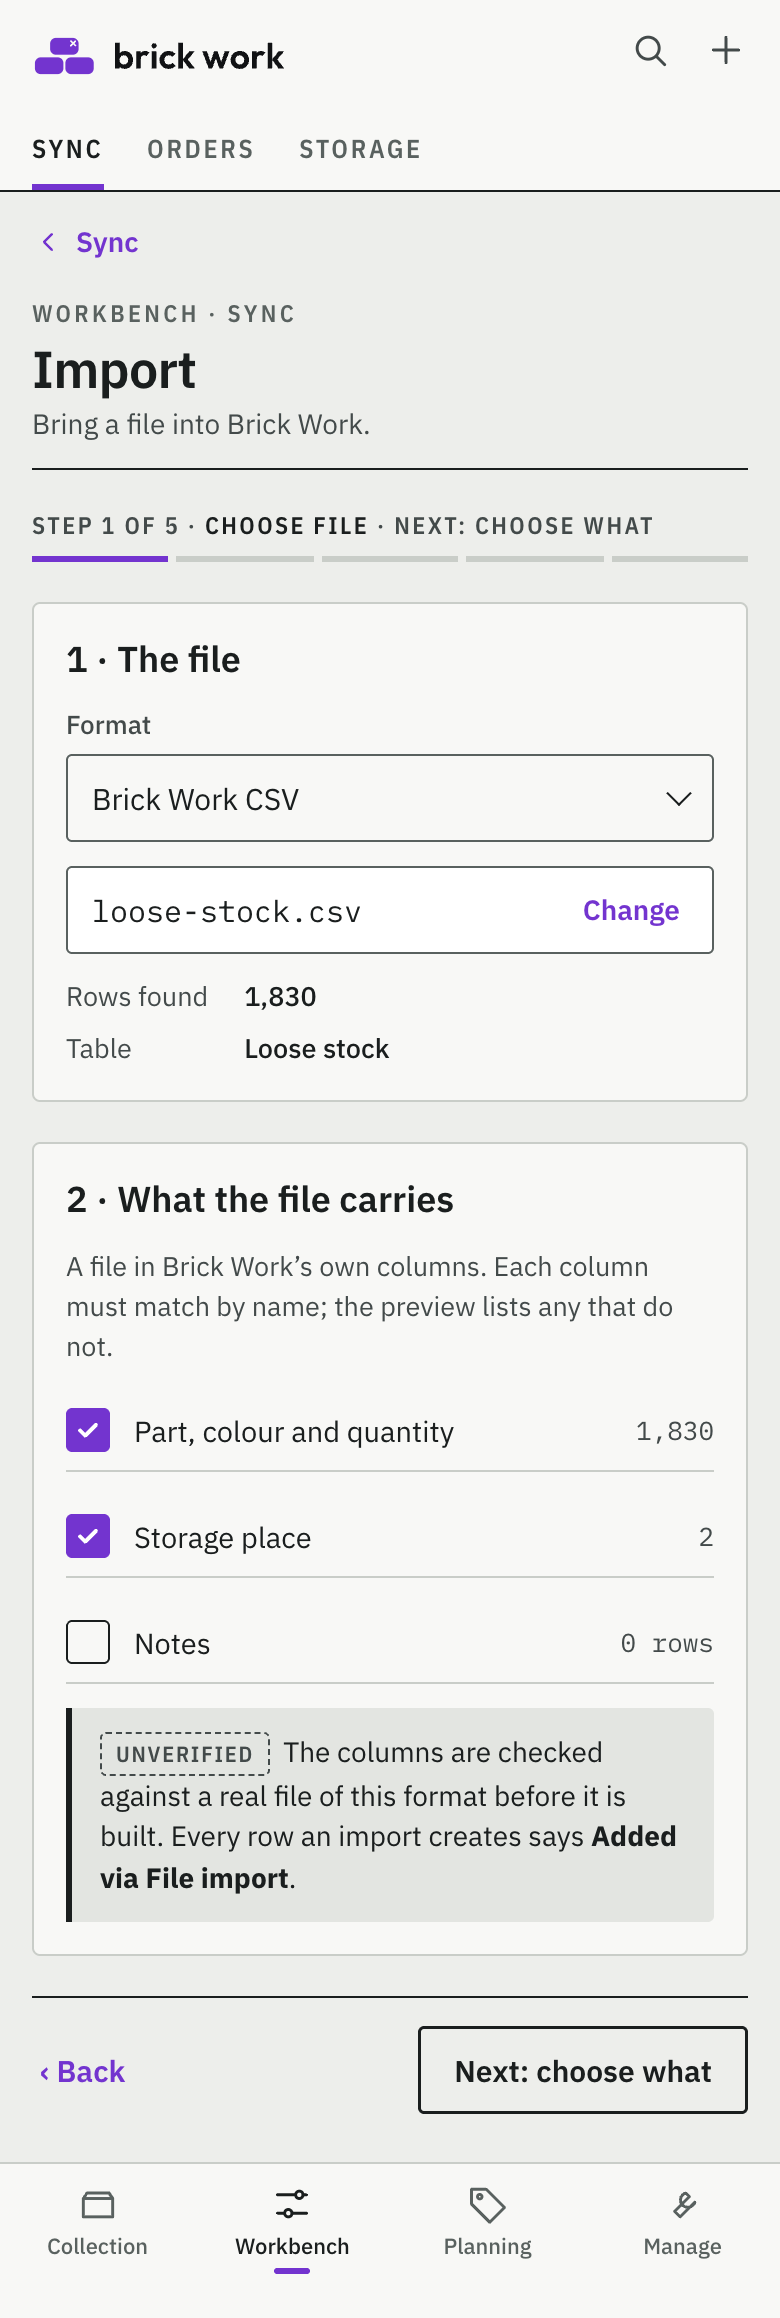 brick work
SYNC ORDERS STORAGE
Sync
WORKBENCH · SYNC
Import
Bring a file into Brick Work.
STEP 1 OF 5 · CHOOSE FILE · NEXT: CHOOSE WHAT
1 · The file
Format
Brick Work CSV
loose-stock.csv Change
Rows found 1,830
Table Loose stock
2 · What the file carries
A file in Brick Work’s own columns. Each column
must match by name; the preview lists any that do
not.
Part, colour and quantity 1,830
Storage place 2
Notes 0 rows
UNVERIFIED The columns are checked
against a real file of this format before it is
built. Every row an import creates says Added
via File import.
‹ Back Next: choose what
Collection Workbench Planning Manage